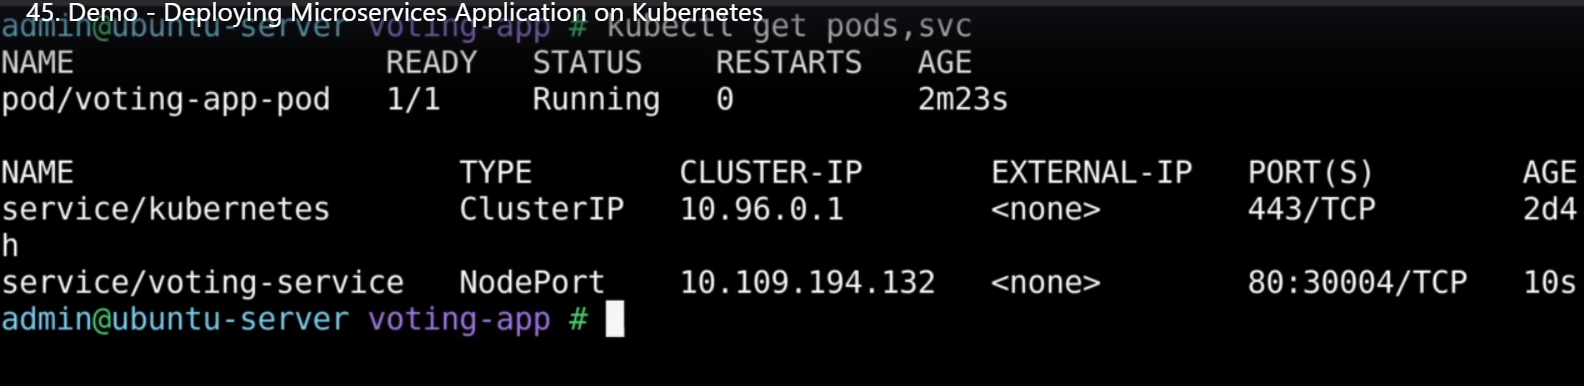 45. Demo - Deploying Microservices Application on Kubernetes
admin@ubuntu-server voting-app # kubectl get pods,svc
NAME READY STATUS RESTARTS AGE
pod/voting-app-pod 1/1 Running 0 2m23s
NAME TYPE CLUSTER-IP EXTERNAL-IP PORT(S) AGE
service/kubernetes ClusterIP 10.96.0.1 <none> 443/TCP 2d4
h
service/voting-service NodePort 10.109.194.132 <none> 80:30004/TCP 10s
admin@ubuntu-server voting-app #